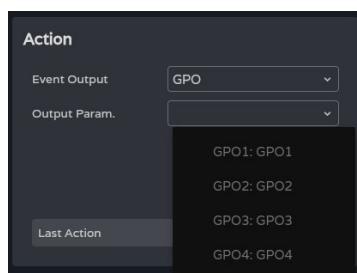 Action
Event Output GPO
Output Param.
GPO1: GPO1
GPO2: GPO2
GPO3: GPO3
Last Action
GPO4: GPO4